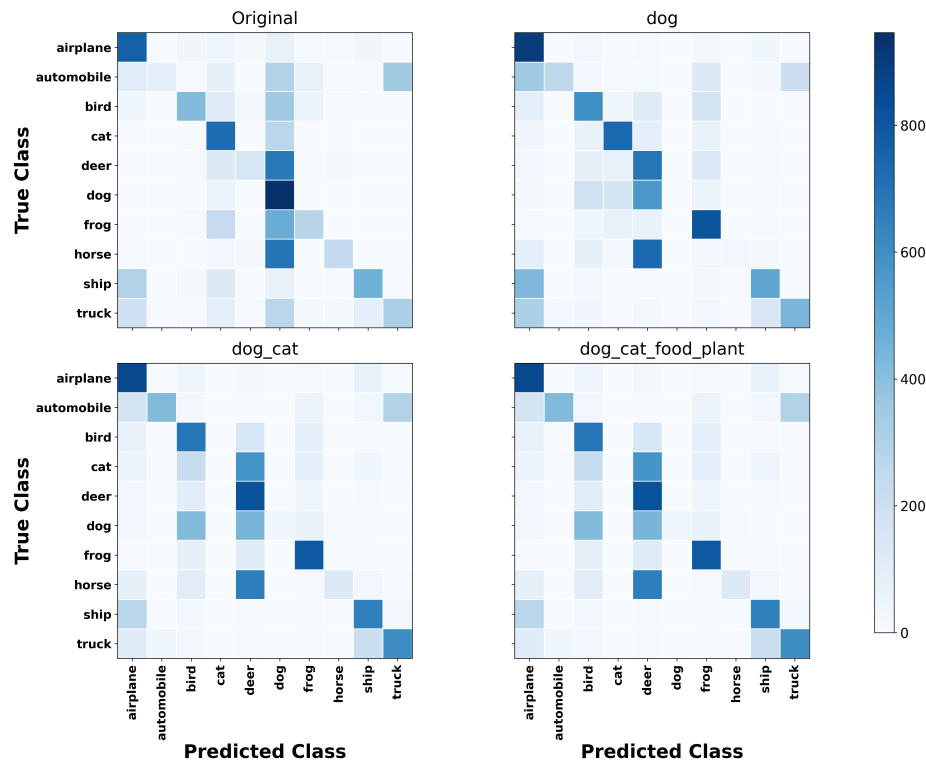 Original
dog
airplane
automobile
bird
cat
deer
dog
frog
horse
ship
truck
True Class
800
600
400
200
0
dog_cat
dog_cat_food_plant
airplane
automobile
bird
cat
deer
dog
frog
horse
ship
truck
True Class
airplane
automobile
bird
cat
deer
dog
frog
horse
ship
truck
Predicted Class
airplane
automobile
bird
cat
deer
dog
frog
horse
ship
truck
Predicted Class